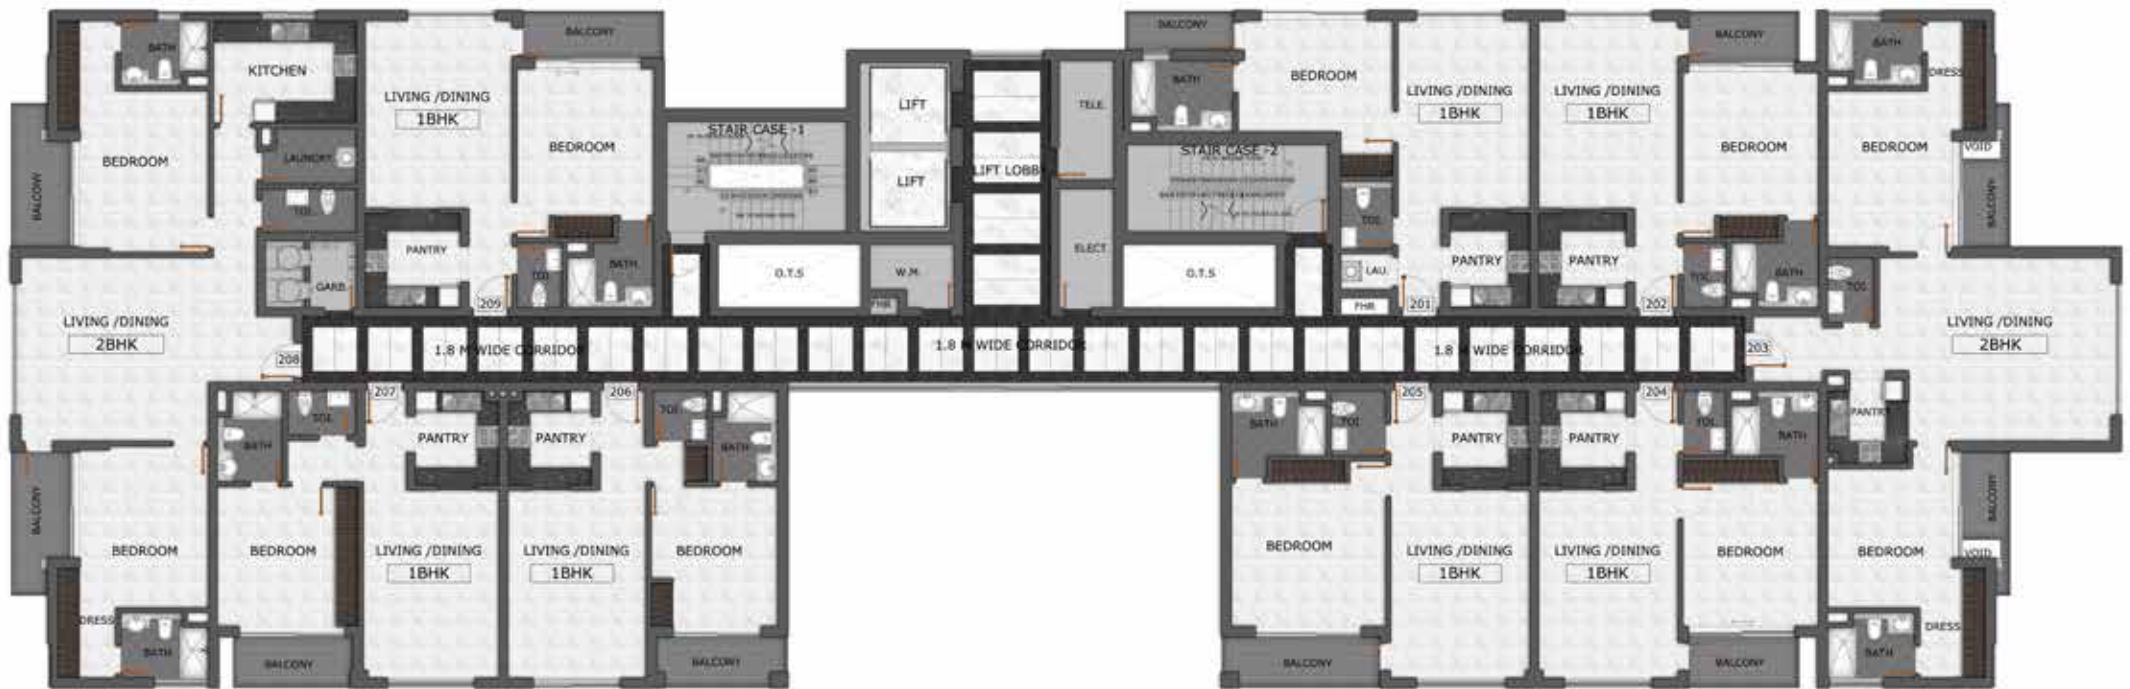 BATH
KITCHEN
LIVING /DINING
1BHK
BALCONY
BEDROOM
LAUNDRY
TOI.
BEDROOM
BALCONY
PANTRY
TOI.
BATH
GARB.
209
LIVING /DINING
2BHK
208
STAIR CASE -1
LIFT
LIFT
LIFT LOBB
TELE.
ELECT
O.T.S
W.M.
FHR
BALCONY
BATH
BEDROOM
LIVING /DINING
1BHK
STAIR CASE -2
TOI.
LAU.
FHR
O.T.S
PANTRY
201
LIVING /DINING
1BHK
BALCONY
BEDROOM
PANTRY
TOI.
BATH
202
BATH
DRESS
BEDROOM
VOID
BALCONY
TOI.
LIVING /DINING
2BHK
203
1.8 M WIDE CORRIDOR
1.8 M WIDE CORRIDOR
1.8 M WIDE CORRIDOR
BALCONY
BEDROOM
DRESS
BATH
BATH
TOI.
207
PANTRY
BEDROOM
LIVING /DINING
1BHK
BALCONY
206
PANTRY
TOI.
BATH
LIVING /DINING
1BHK
BEDROOM
BALCONY
BATH
TOI.
205
PANTRY
BEDROOM
LIVING /DINING
1BHK
BALCONY
204
PANTRY
TOI.
BATH
LIVING /DINING
1BHK
BEDROOM
BALCONY
PANTRY
BEDROOM
BALCONY
VOID
DRESS
BATH